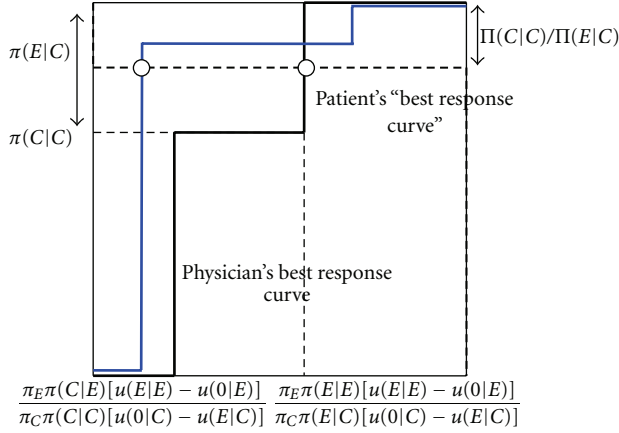 π(E|C)
Π(C|C)/Π(E|C)
Patient's “best response
curve”
π(C|C)
Physician's best response
curve
π_Eπ(C|E)[u(E|E) − u(0|E)]
π_Cπ(C|C)[u(0|C) − u(E|C)]
π_Eπ(E|E)[u(E|E) − u(0|E)]
π_Cπ(E|C)[u(0|C) − u(E|C)]